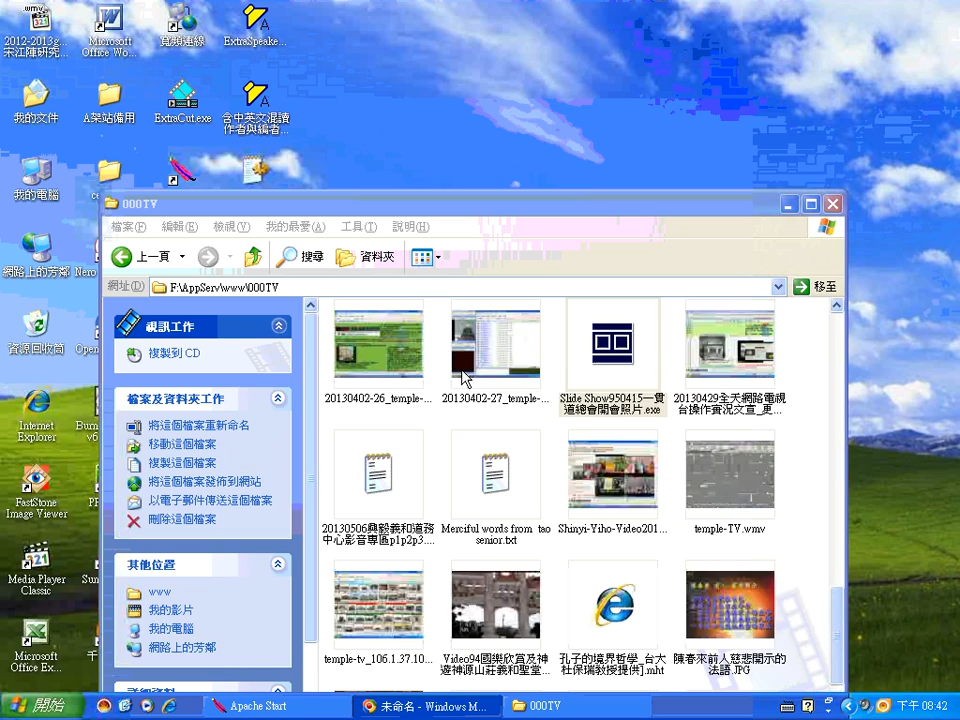 2012-2013g...
宋江陣研究...
Microsoft
Office Wo...
寬頻連線
ExtraSpeake...
我的文件
A架站備用
ExtraCut.exe
含中英文混讀
作者與編者...
我的電腦
網路上的芳鄰
Nero
資源回收筒
Open
Internet
Explorer
Burn
v6
FastStone
Image Viewer
Media Player
Classic
Sun
Microsoft
Office Ex...
000TV
檔案(F) 編輯(E) 檢視(V) 我的最愛(A) 工具(T) 說明(H)
上一頁 搜尋 資料夾
網址(D) F:\AppServ\www\000TV 移至
視訊工作
複製到 CD
檔案及資料夾工作
將這個檔案重新命名
移動這個檔案
複製這個檔案
將這個檔案發佈到網站
以電子郵件傳送這個檔案
刪除這個檔案
其他位置
www
我的影片
我的電腦
網路上的芳鄰
20130402-26_temple-...
20130402-27_temple-...
Slide Show950415一貫
道總會開會照片.exe
20130429全天網路電視
台操作實況文宣_更...
20130506興毅義和道務
中心影音專區p1p2p3....
Merciful words from tao
senior.txt
Shinyi-Yiho-Video201...
temple-TV.wmv
temple-tv_106.1.37.10...
Video94國樂欣賞及神
遊神源山莊義和聖堂...
孔子的境界哲學_台大
杜保瑞教授提供].mht
陳春來前人慈悲開示的
法語.JPG
開始 Apache Start 未命名 - Windows M... 000TV 下午 08:42